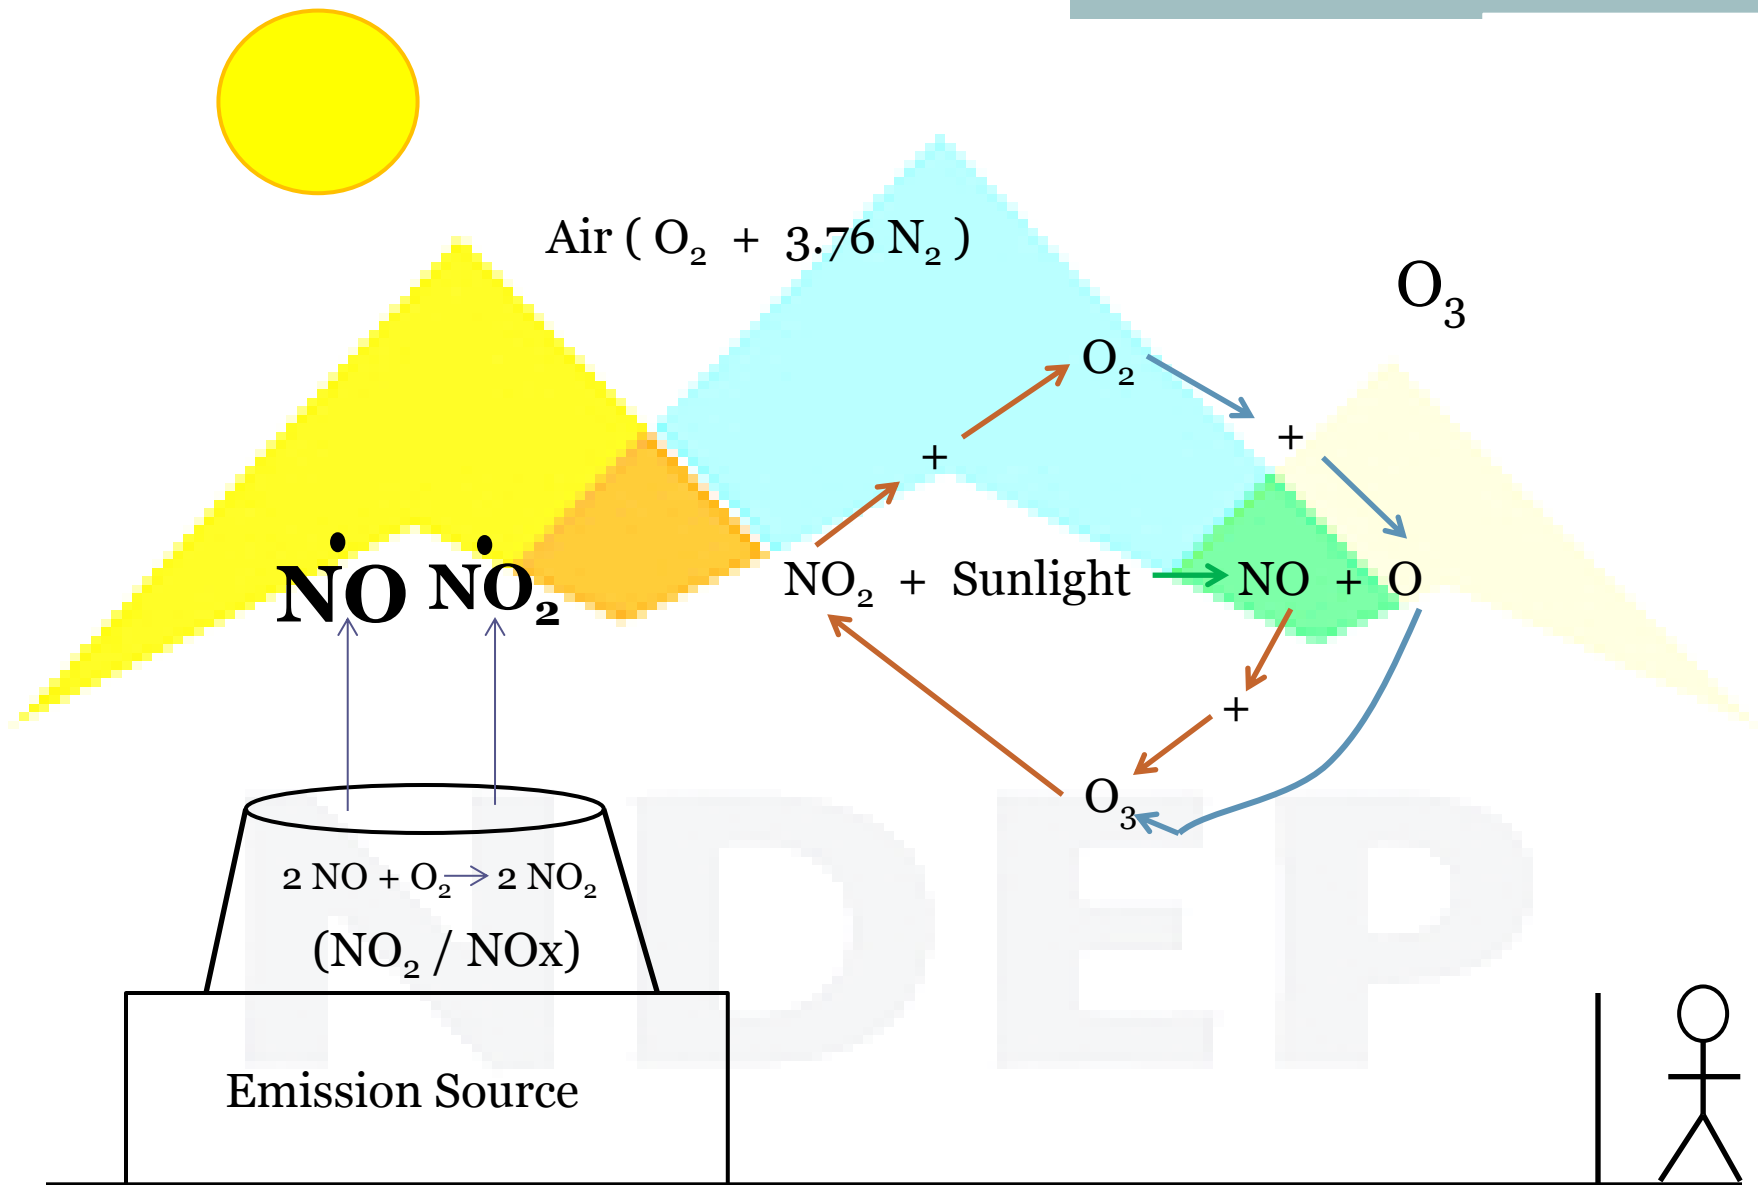 Air ( O₂ + 3.76 N₂ )
O₃
O₂
+
+
NO NO₂
NO₂ + Sunlight → NO + O
+
O₃
2 NO + O₂ → 2 NO₂
(NO₂ / NOx)
Emission Source
NDEP